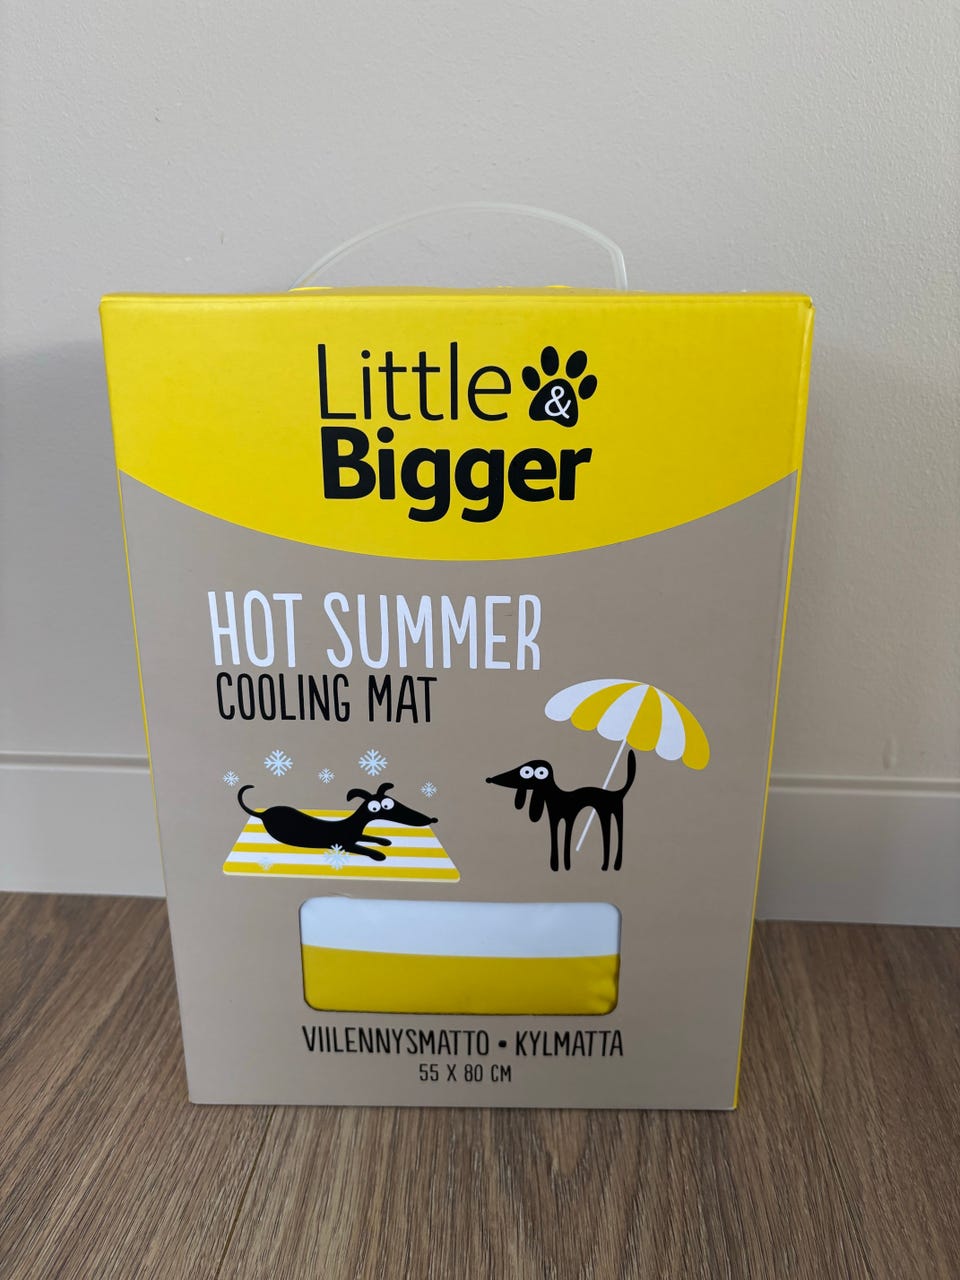 Little &
Bigger
HOT SUMMER
COOLING MAT
VIILENNYSMATTO • KYLMATTA
55 X 80 CM